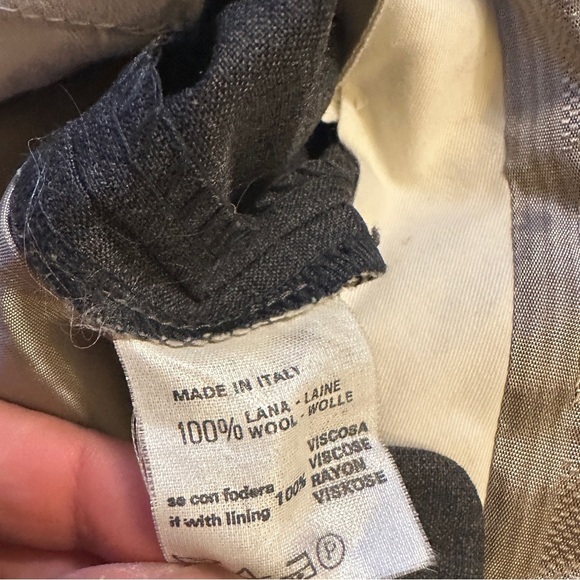 MADE IN ITALY
100% LANA - LAINE
WOOL - WOLLE
VISCOSA
VISCOSE
se con fodera 100% RAYON
if with lining VISKOSE
P